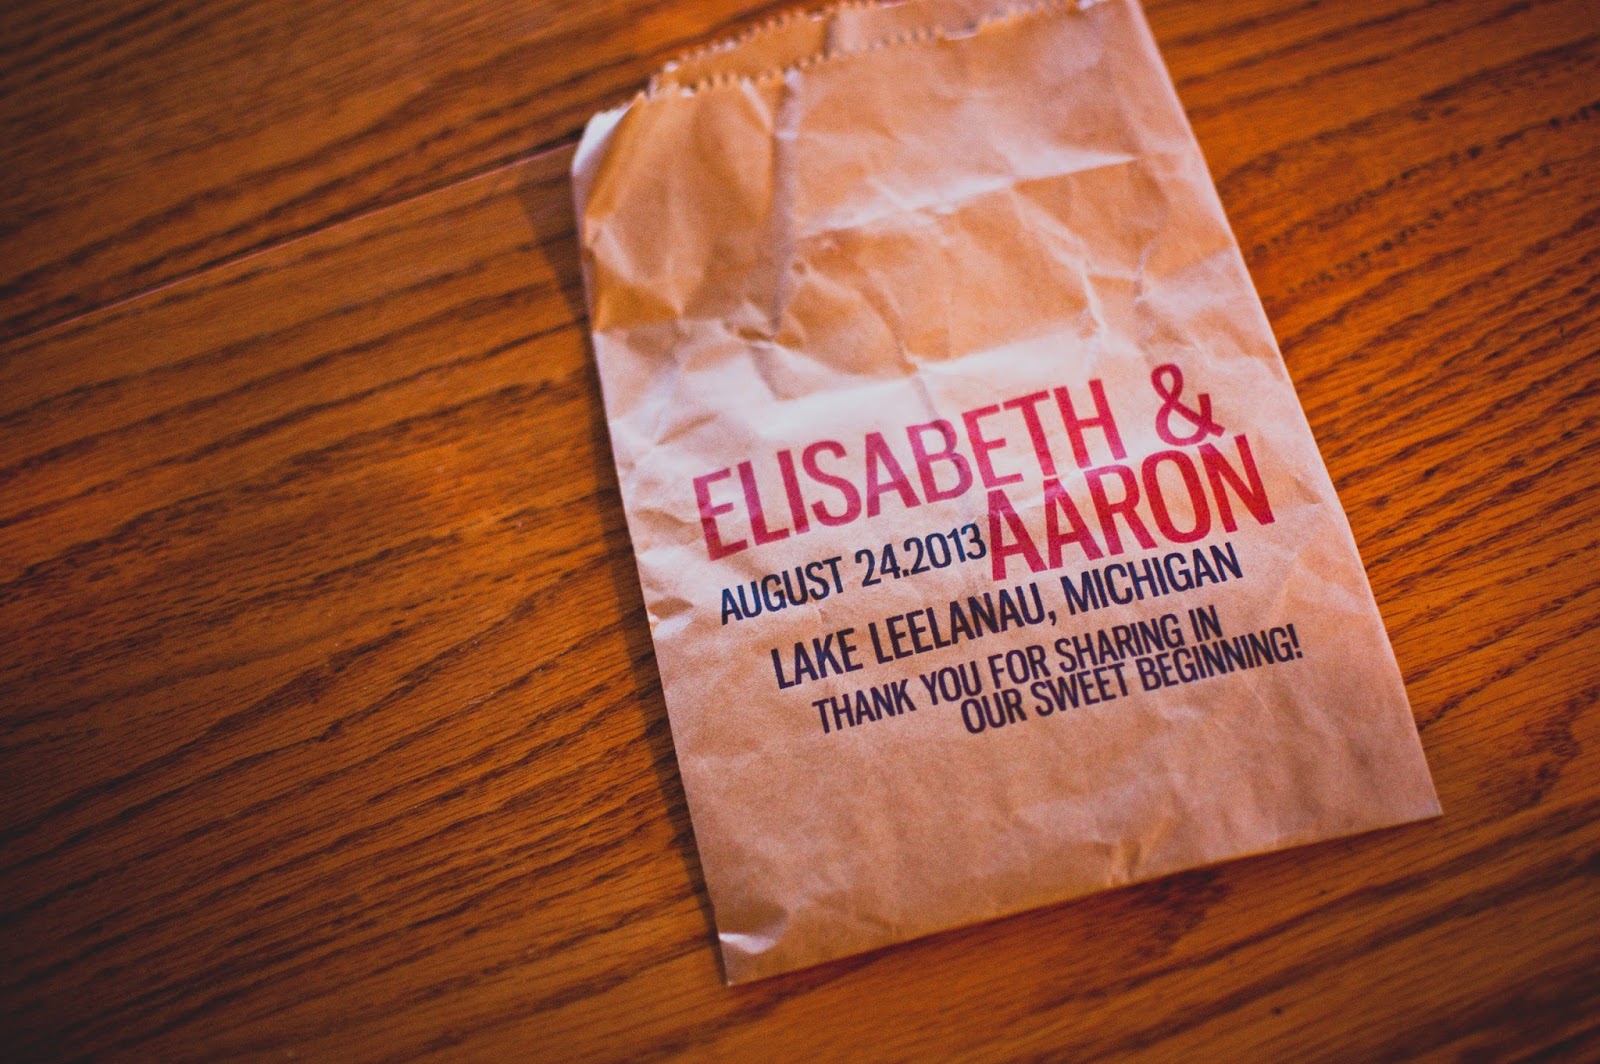 ELISABETH &
AARON
AUGUST 24.2013
LAKE LEELANAU, MICHIGAN
THANK YOU FOR SHARING IN
OUR SWEET BEGINNING!